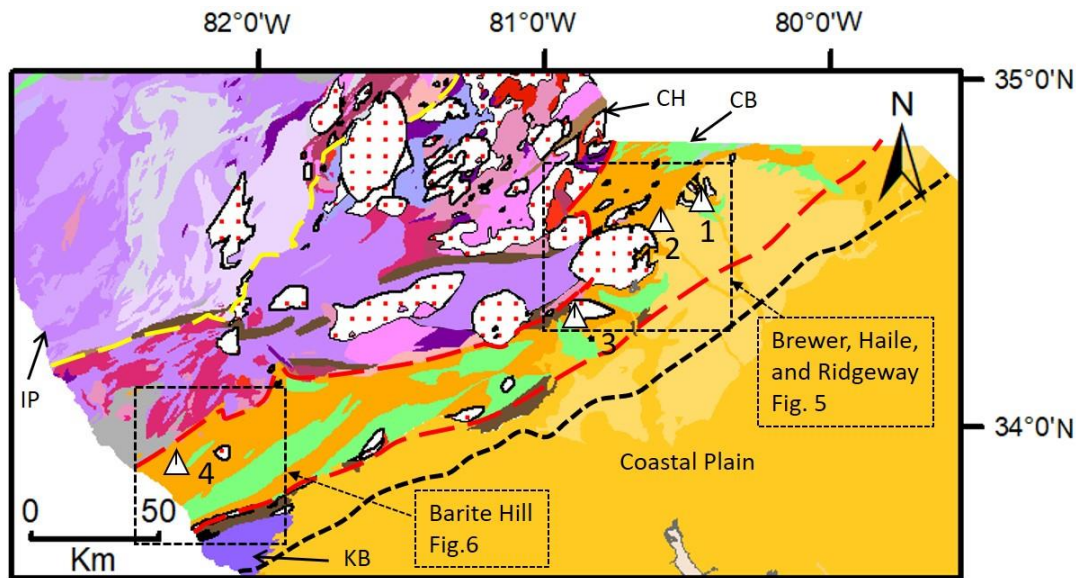 82°0'W 81°0'W 80°0'W
35°0'N
CH CB
N
1
2
Brewer, Haile,
and Ridgeway
Fig. 5
3
IP
34°0'N
Coastal Plain
4
0 50
Km
Barite Hill
Fig.6
KB